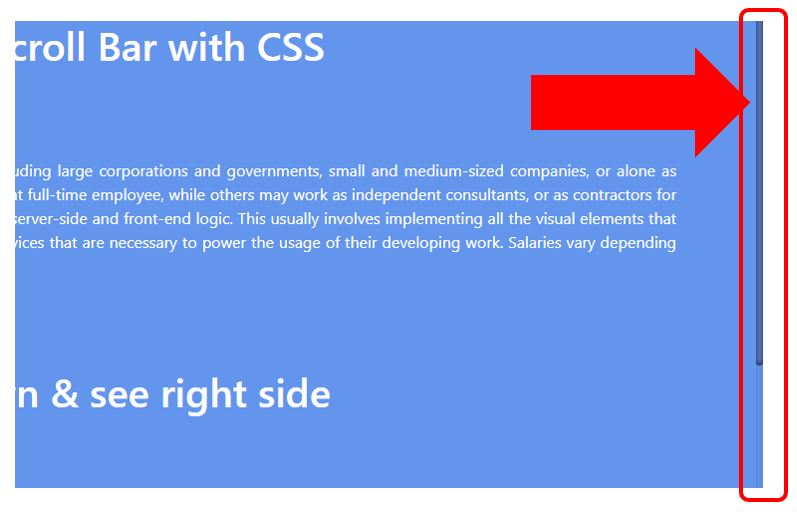 croll Bar with CSS
uding large corporations and governments, small and medium-sized companies, or alone as
t full-time employee, while others may work as independent consultants, or as contractors for
server-side and front-end logic. This usually involves implementing all the visual elements that
vices that are necessary to power the usage of their developing work. Salaries vary depending
n & see right side